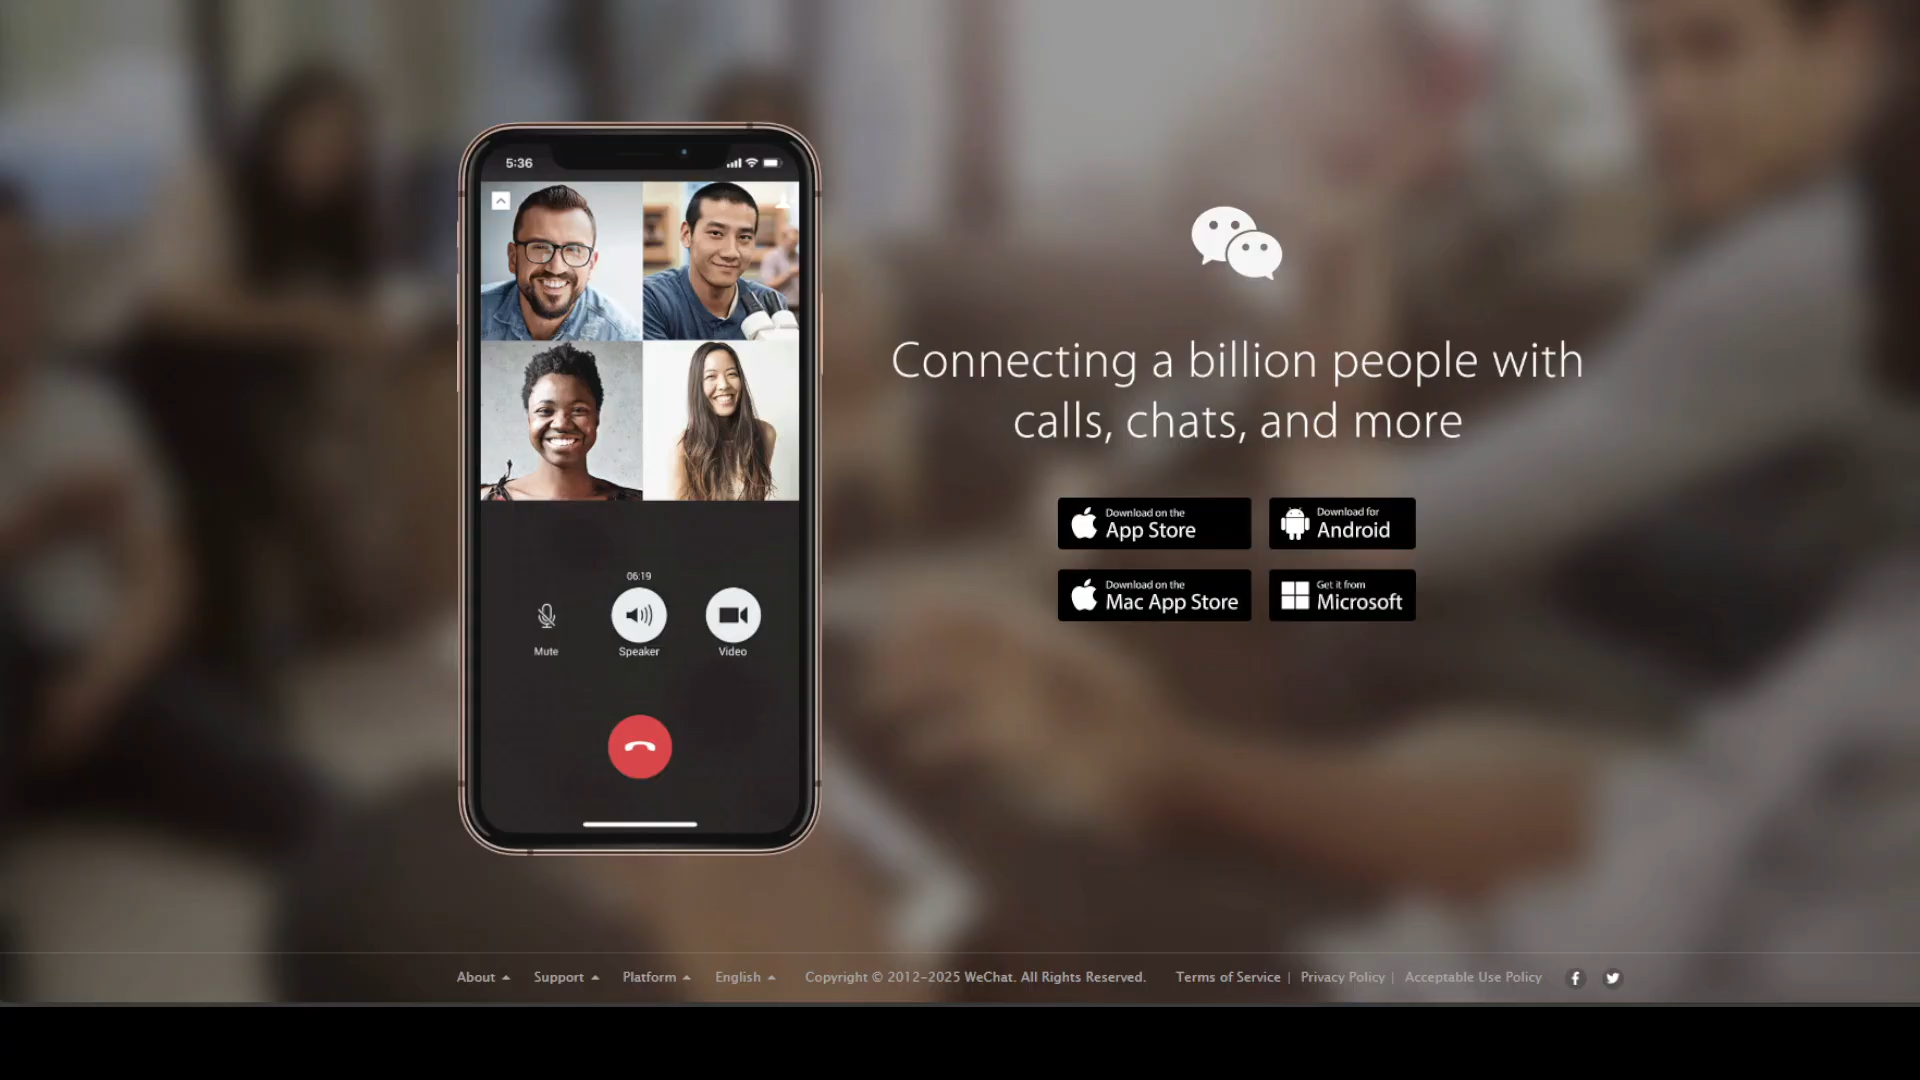 5:36
06:19
Mute
Speaker
Video
Connecting a billion people with
calls, chats, and more
Download on the
App Store
Download for
Android
Download on the
Mac App Store
Get it from
Microsoft
About
Support
Platform
English
Copyright © 2012-2025 WeChat. All Rights Reserved.
Terms of Service | Privacy Policy | Acceptable Use Policy